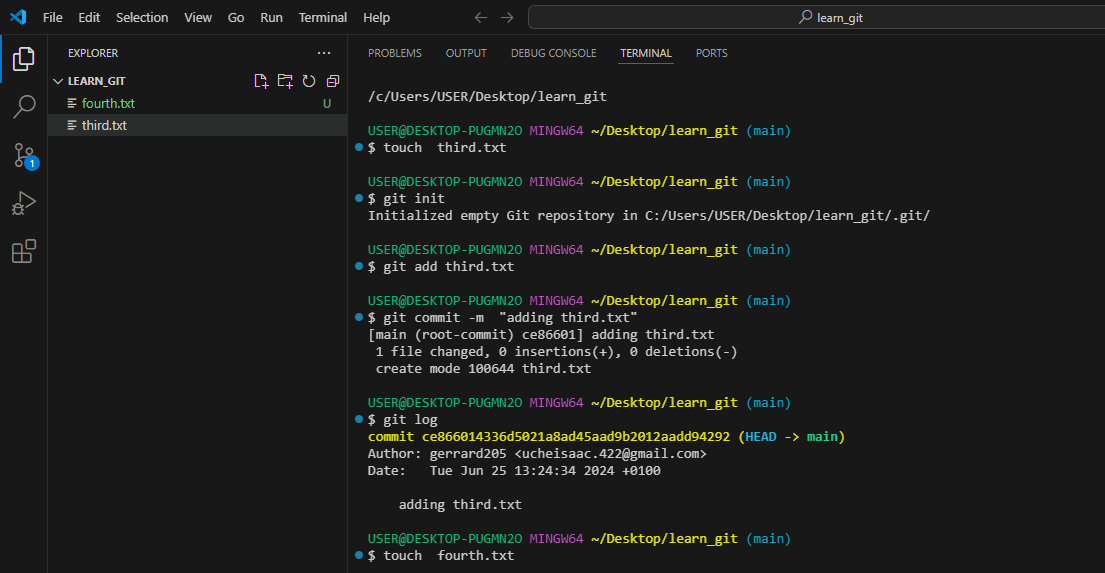 File Edit Selection View Go Run Terminal Help
learn_git
EXPLORER
LEARN_GIT
fourth.txt U
third.txt
1
PROBLEMS OUTPUT DEBUG CONSOLE TERMINAL PORTS
/c/Users/USER/Desktop/learn_git
USER@DESKTOP-PUGMN2O MINGW64 ~/Desktop/learn_git (main)
$ touch  third.txt
USER@DESKTOP-PUGMN2O MINGW64 ~/Desktop/learn_git (main)
$ git init
Initialized empty Git repository in C:/Users/USER/Desktop/learn_git/.git/
USER@DESKTOP-PUGMN2O MINGW64 ~/Desktop/learn_git (main)
$ git add third.txt
USER@DESKTOP-PUGMN2O MINGW64 ~/Desktop/learn_git (main)
$ git commit -m  "adding third.txt"
[main (root-commit) ce86601] adding third.txt
 1 file changed, 0 insertions(+), 0 deletions(-)
 create mode 100644 third.txt
USER@DESKTOP-PUGMN2O MINGW64 ~/Desktop/learn_git (main)
$ git log
commit ce866014336d5021a8ad45aad9b2012aadd94292 (HEAD -> main)
Author: gerrard205 <ucheisaac.422@gmail.com>
Date:   Tue Jun 25 13:24:34 2024 +0100
    adding third.txt
USER@DESKTOP-PUGMN2O MINGW64 ~/Desktop/learn_git (main)
$ touch  fourth.txt